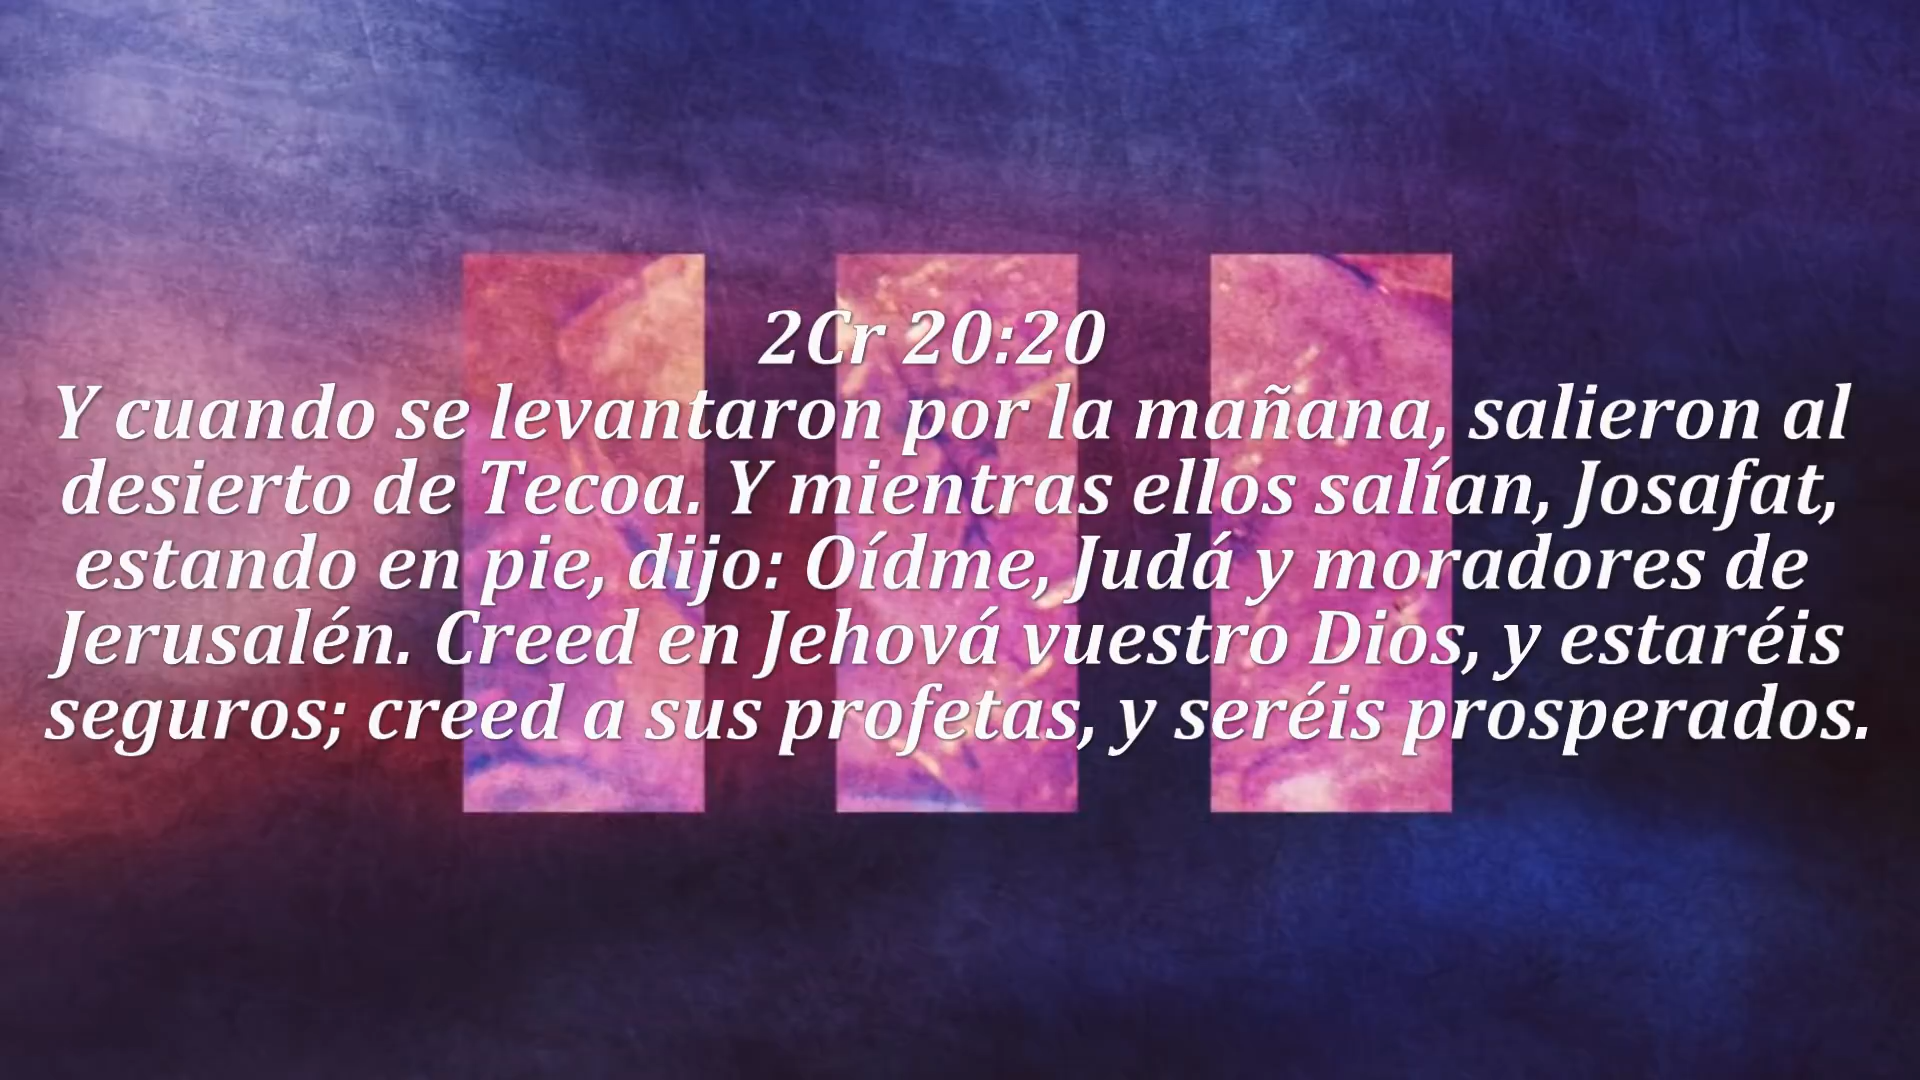 2Cr 20:20
Y cuando se levantaron por la mañana, salieron al
desierto de Tecoa. Y mientras ellos salían, Josafat,
estando en pie, dijo: Oídme, Judá y moradores de
Jerusalén. Creed en Jehová vuestro Dios, y estaréis
seguros; creed a sus profetas, y seréis prosperados.